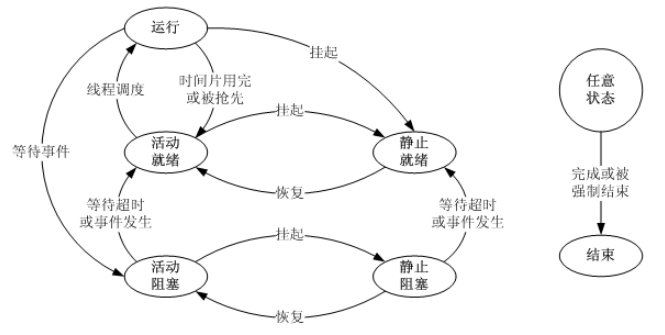 运行
挂起
线程调度
时间片用完
或被抢先
任意
状态
挂起
等待事件
活动
就绪
静止
就绪
恢复
完成或被
强制结束
等待超时
或事件发生
等待超时
或事件发生
挂起
活动
阻塞
静止
阻塞
结束
恢复